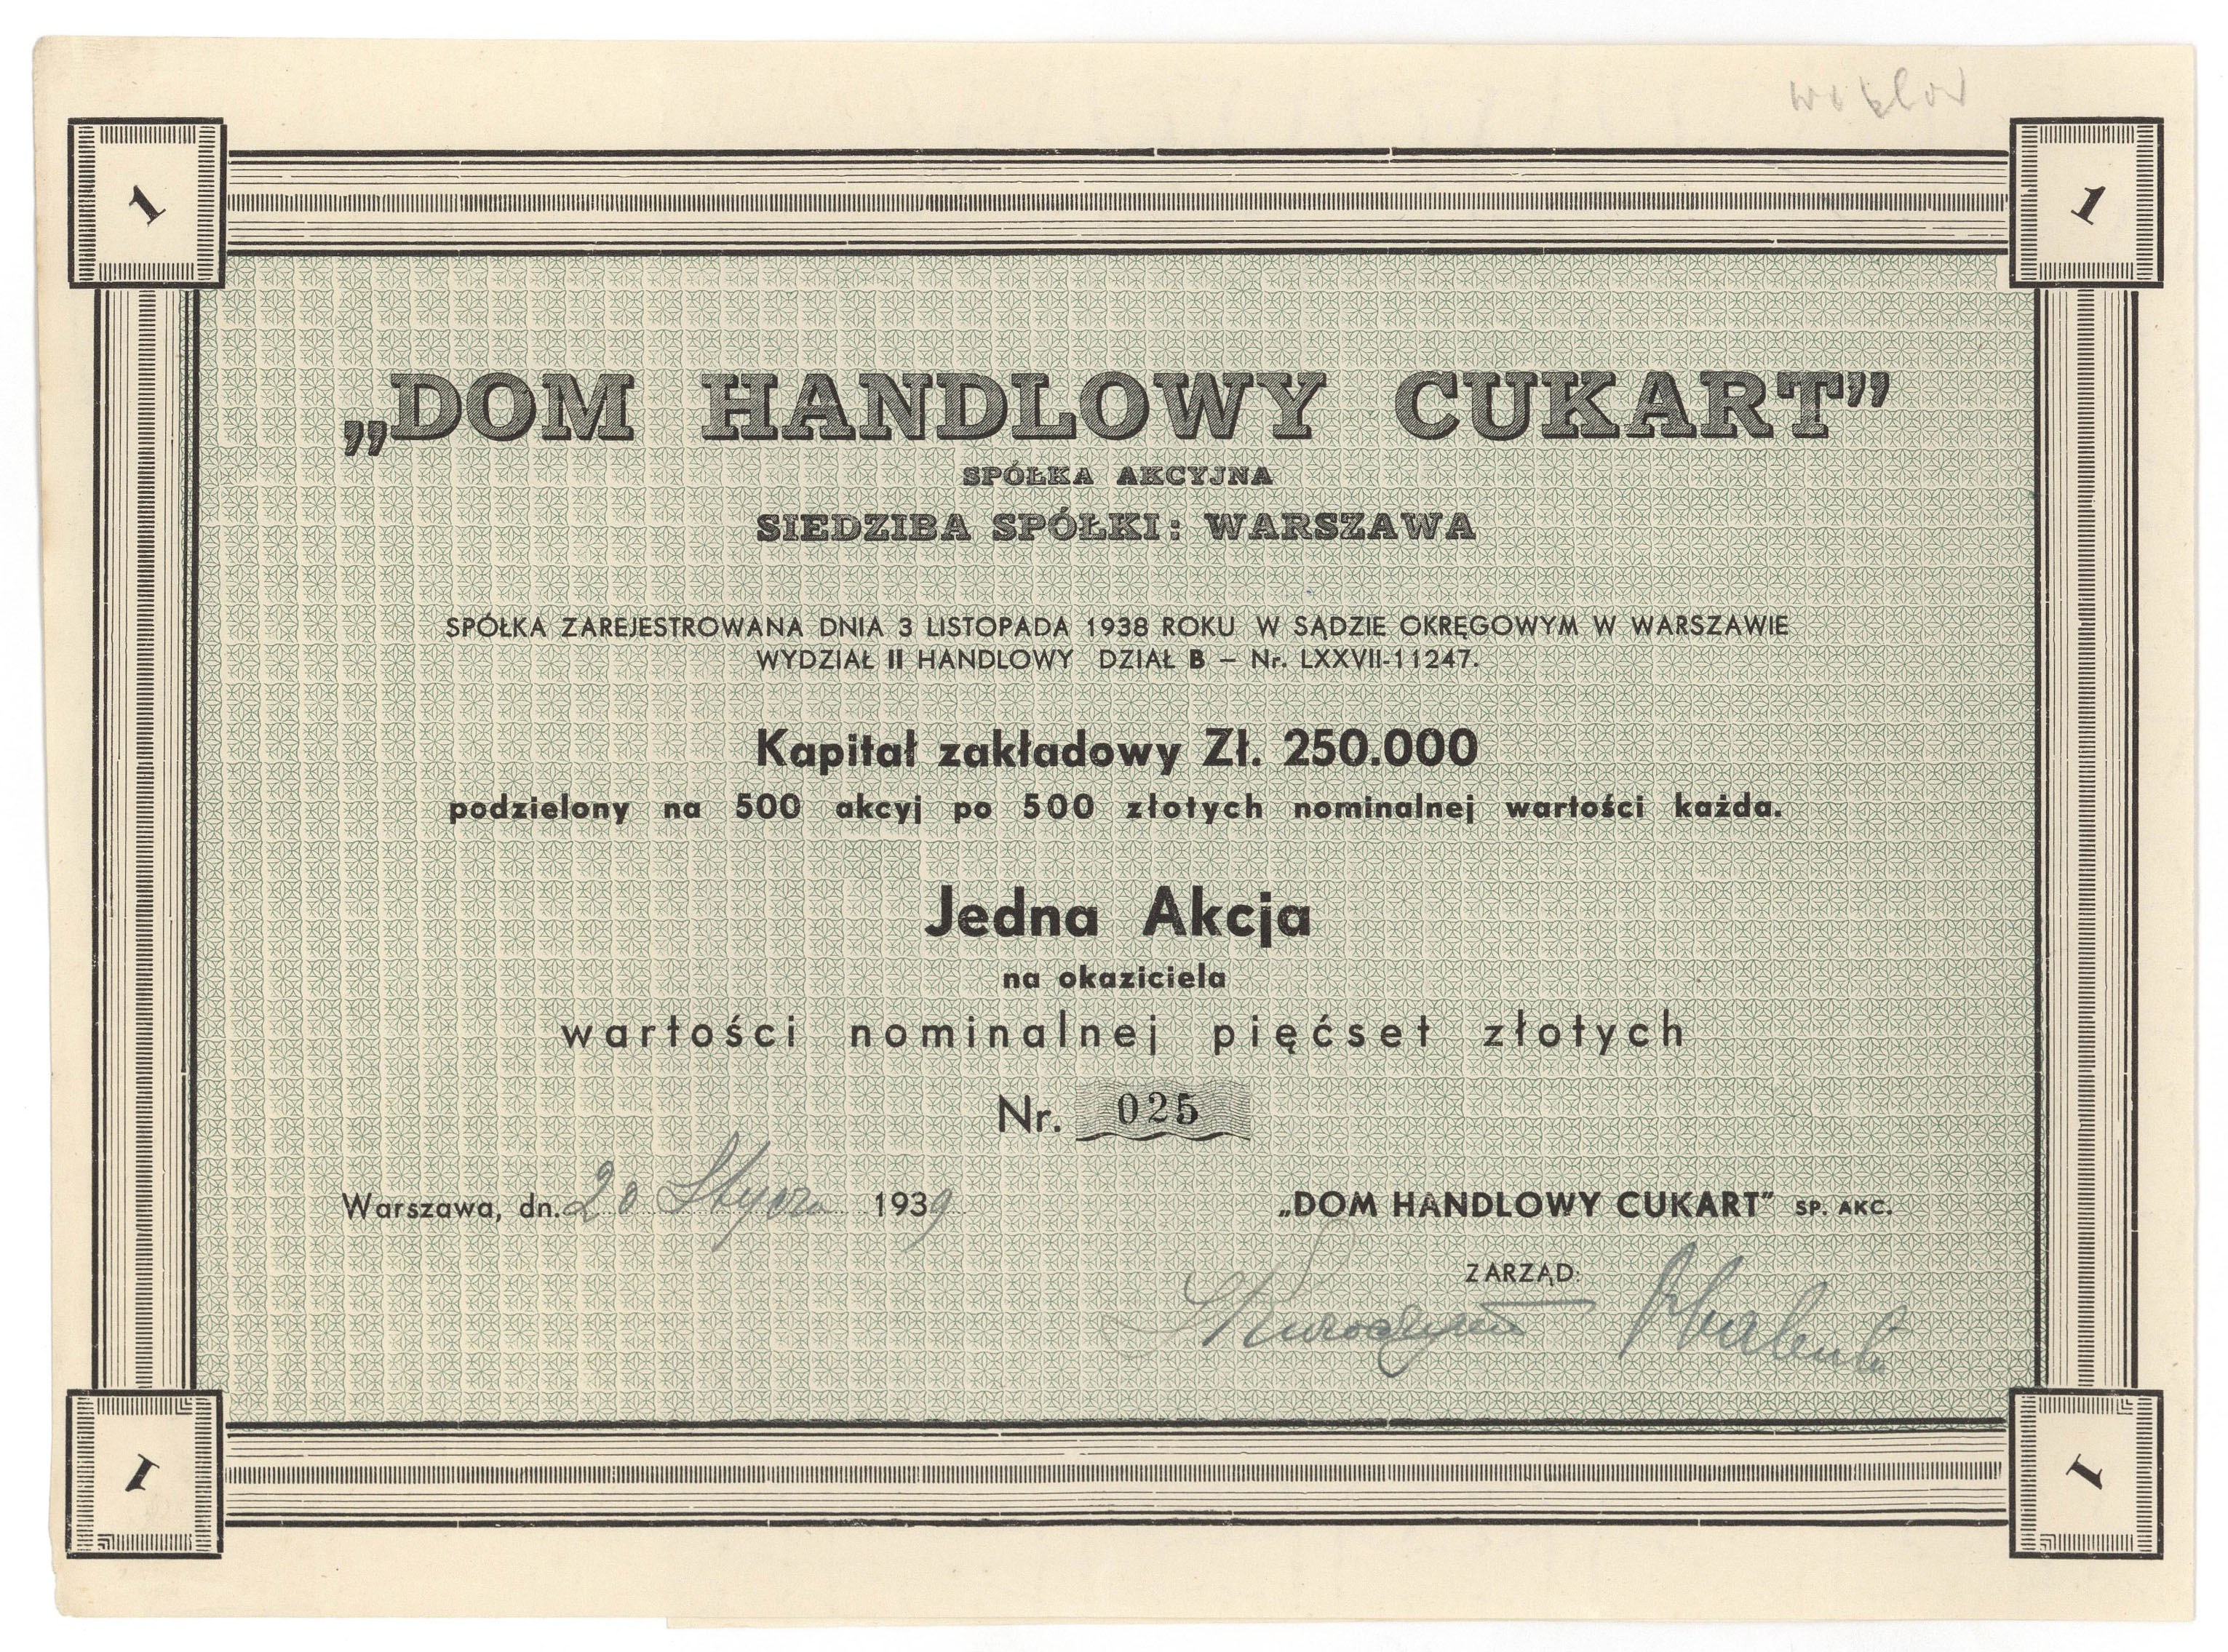 1 1
„DOM HANDLOWY CUKART”
SPÓŁKA AKCYJNA
SIEDZIBA SPÓŁKI: WARSZAWA
SPÓŁKA ZAREJESTROWANA DNIA 3 LISTOPADA 1938 ROKU W SĄDZIE OKRĘGOWYM W WARSZAWIE
WYDZIAŁ II HANDLOWY DZIAŁ B – Nr. LXXVII-11247.
Kapitał zakładowy Zł. 250.000
podzielony na 500 akcyj po 500 złotych nominalnej wartości każda.
Jedna Akcja
na okaziciela
wartości nominalnej pięćset złotych
Nr. 025
Warszawa, dn. 20 Stycznia 1939
„DOM HANDLOWY CUKART” SP. AKC.
ZARZĄD:
1 1